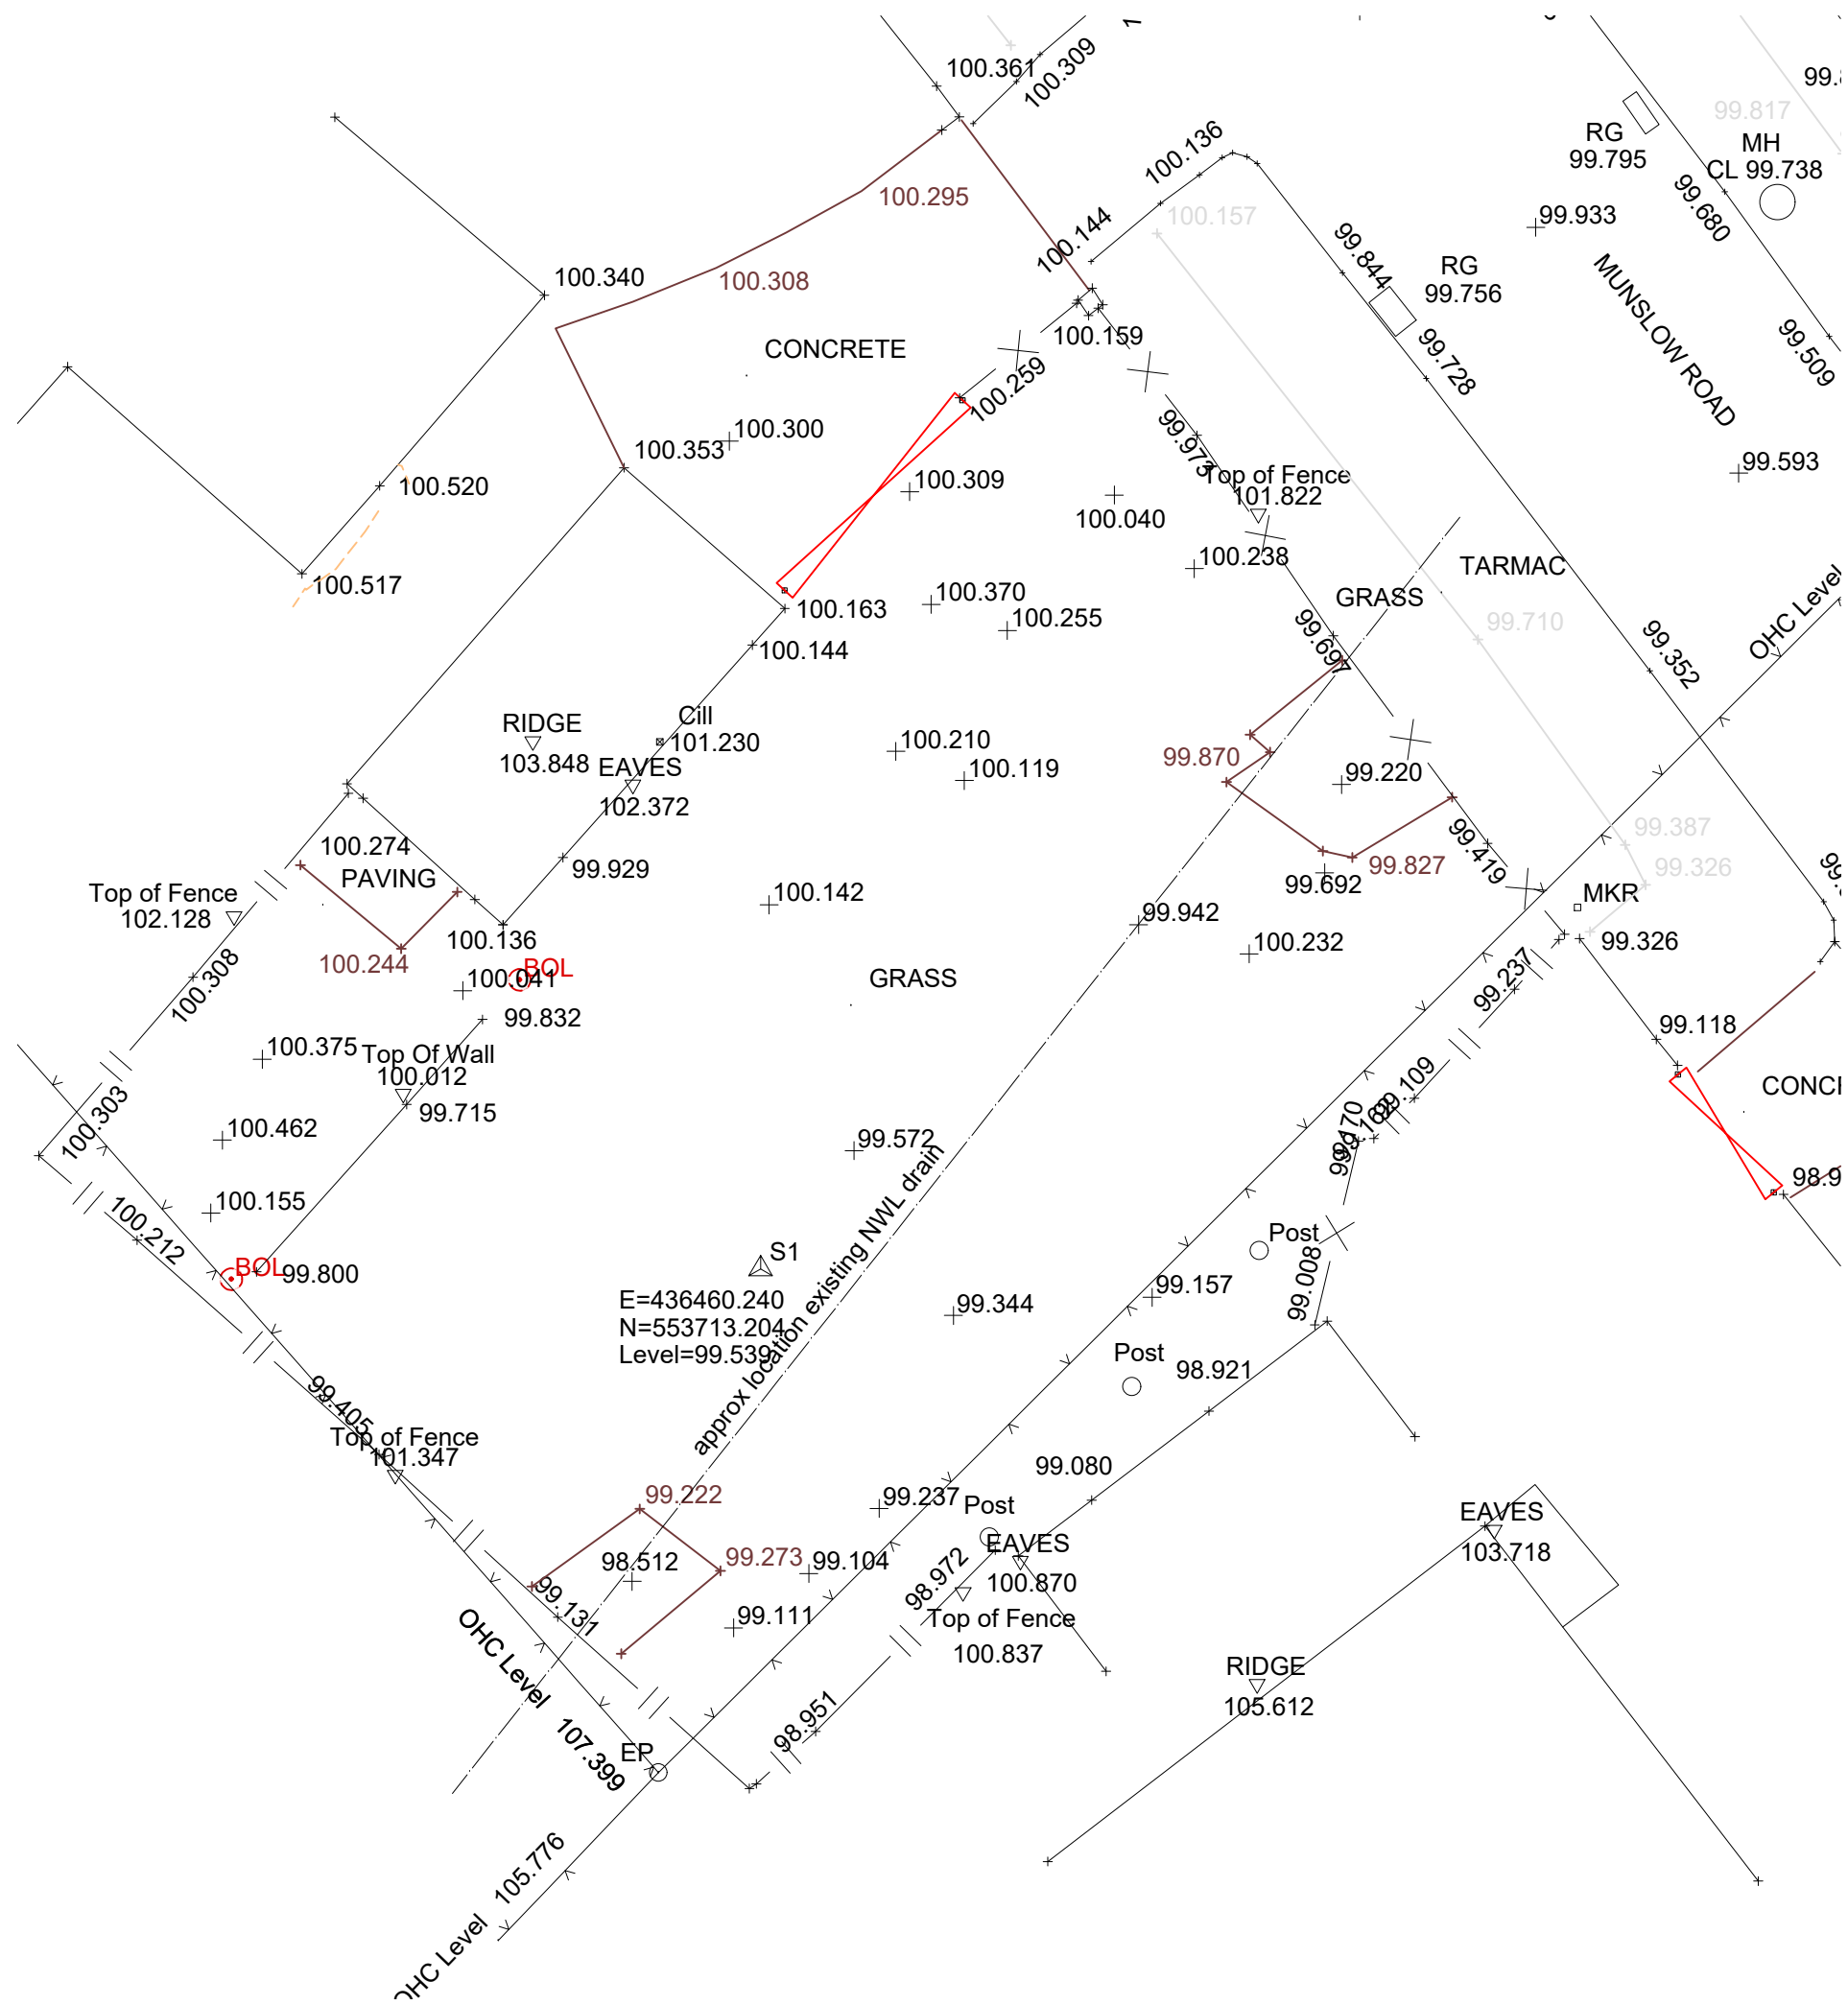 100.361
100.309
100.136
99.817
RG
99.795
MH
CL 99.738
99.680
99.933
100.295
100.157
100.144
99.844
RG
99.756
MUNSLOW ROAD
99.509
100.340
100.308
CONCRETE
100.159
100.259
99.728
100.353
100.300
99.973
Top of Fence
101.822
99.593
100.520
100.309
100.040
100.238
TARMAC
GRASS
100.517
100.370
100.163
100.255
99.697
99.710
OHC Level
99.352
100.144
RIDGE
103.848
Cill
101.230
EAVES
102.372
100.210
100.119
99.870
99.220
99.387
100.274
PAVING
99.929
99.692
99.827
99.419
99.326
Top of Fence
102.128
100.142
99.942
MKR
100.136
100.232
99.326
100.308
100.244
BOL
100.041
GRASS
99.237
99.832
99.118
100.375
Top Of Wall
100.012
99.715
99.109
99.162
99.170
100.303
100.462
99.572
100.155
100.212
BOL
99.800
S1
E=436460.240
N=553713.204
Level=99.539
approx location existing NWL drain
Post
99.008
99.157
99.344
Post
98.921
99.405
Top of Fence
101.347
99.080
99.222
99.237
Post
EAVES
100.870
EAVES
103.718
98.512
99.273
99.104
98.972
99.131
99.111
Top of Fence
100.837
OHC Level 107.399
RIDGE
105.612
98.951
EP
OHC Level 105.776